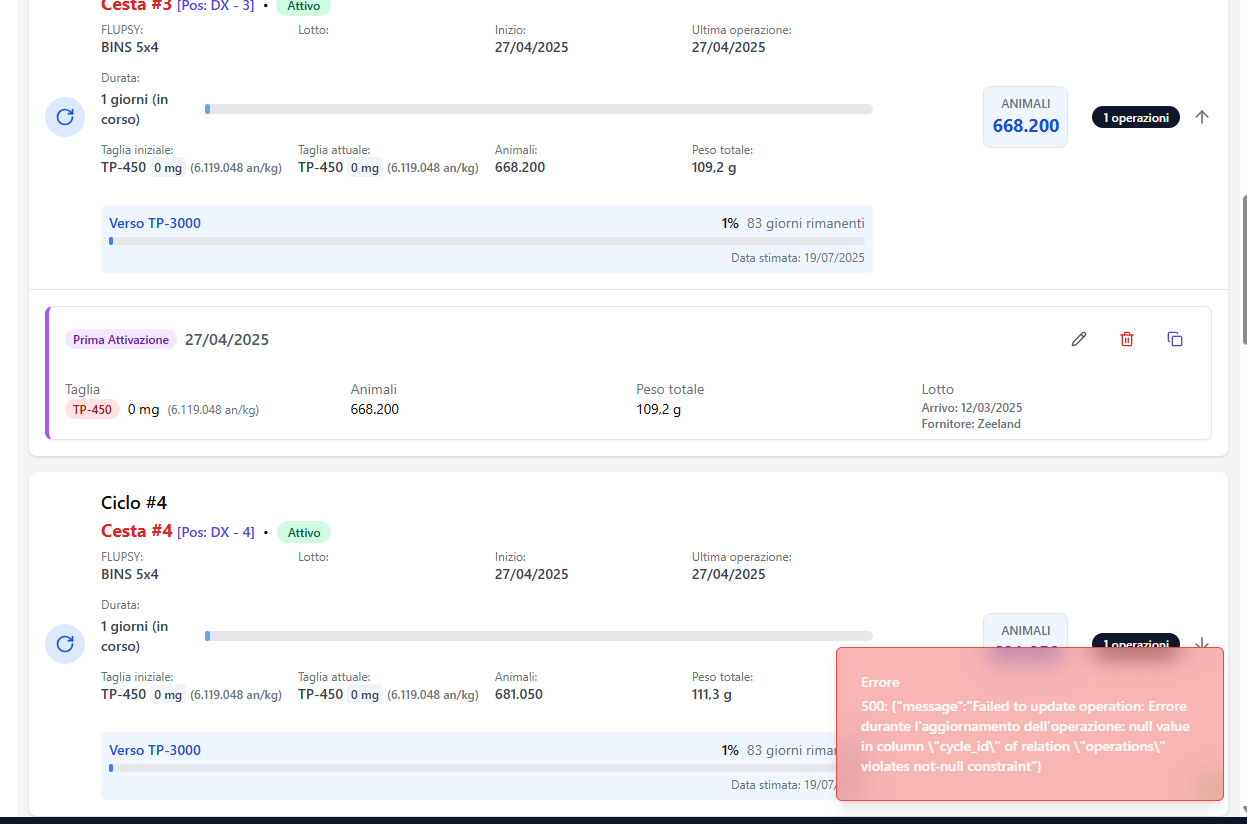 Cesta #3 [Pos: DX - 3] • Attivo
FLUPSY: Lotto: Inizio: Ultima operazione:
BINS 5x4 27/04/2025 27/04/2025
Durata:
1 giorni (in
corso)
ANIMALI
668.200
1 operazioni
Taglia iniziale: Taglia attuale: Animali: Peso totale:
TP-450 0 mg (6.119.048 an/kg) TP-450 0 mg (6.119.048 an/kg) 668.200 109,2 g
Verso TP-3000 1% 83 giorni rimanenti
Data stimata: 19/07/2025
Prima Attivazione 27/04/2025
Taglia Animali Peso totale Lotto
TP-450 0 mg (6.119.048 an/kg) 668.200 109,2 g Arrivo: 12/03/2025
Fornitore: Zeeland
Ciclo #4
Cesta #4 [Pos: DX - 4] • Attivo
FLUPSY: Lotto: Inizio: Ultima operazione:
BINS 5x4 27/04/2025 27/04/2025
Durata:
1 giorni (in
corso)
ANIMALI
1 operazioni
Taglia iniziale: Taglia attuale: Animali: Peso totale:
TP-450 0 mg (6.119.048 an/kg) TP-450 0 mg (6.119.048 an/kg) 681.050 111,3 g
Verso TP-3000 1% 83 giorni
Data stimata: 19/07/
Errore
500: {"message":"Failed to update operation: Errore
durante l'aggiornamento dell'operazione: null value
in column \"cycle_id\" of relation \"operations\"
violates not-null constraint"}